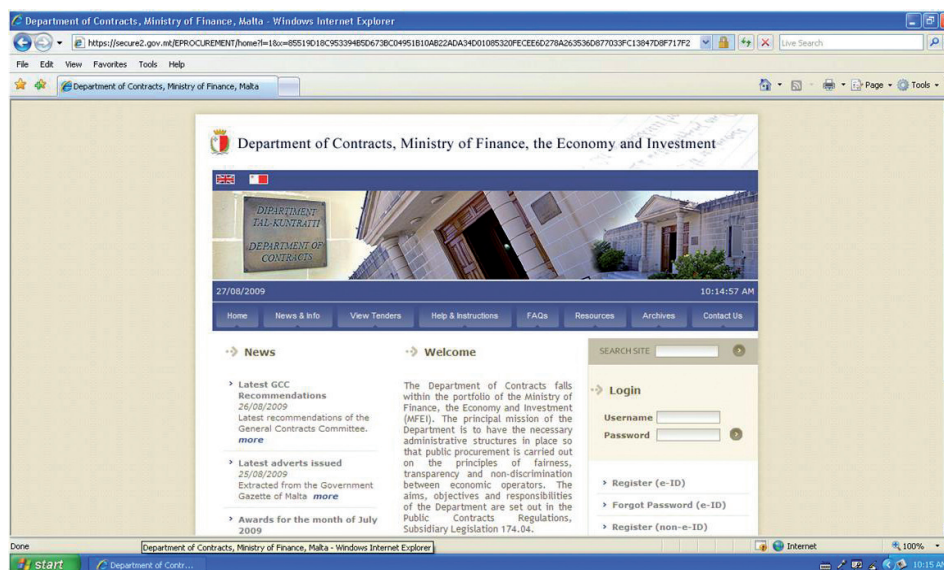 Department of Contracts, Ministry of Finance, Malta - Windows Internet Explorer
https://secure2.gov.mt/EPROCUREMENT/home?l=1&x=85519D18C953394B5D673BC04951B10AB22ADA34D01085320FECEE6D278A263536D877033FC13847D8F717F2
Live Search
File Edit View Favorites Tools Help
Department of Contracts, Ministry of Finance, Malta
Page Tools
Department of Contracts, Ministry of Finance, the Economy and Investment
DIPARTIMENT
TAL-KUNTRATTI
DEPARTMENT OF
CONTRACTS
27/08/2009 10:14:57 AM
Home News & Info View Tenders Help & Instructions FAQs Resources Archives Contact Us
News
Latest GCC
Recommendations
26/08/2009
Latest recommendations of the
General Contracts Committee.
more
Latest adverts issued
25/08/2009
Extracted from the Government
Gazette of Malta more
Awards for the month of July
2009
Welcome
The Department of Contracts falls
within the portfolio of the Ministry of
Finance, the Economy and Investment
(MFEI). The principal mission of the
Department is to have the necessary
administrative structures in place so
that public procurement is carried out
on the principles of fairness,
transparency and non-discrimination
between economic operators. The
aims, objectives and responsibilities
of the Department are set out in the
Public Contracts Regulations,
Subsidiary Legislation 174.04.
SEARCH SITE
Login
Username
Password
Register (e-ID)
Forgot Password (e-ID)
Register (non-e-ID)
Done
Department of Contracts, Ministry of Finance, Malta - Windows Internet Explorer
Internet 100%
start
Department of Contr...
10:15 AM